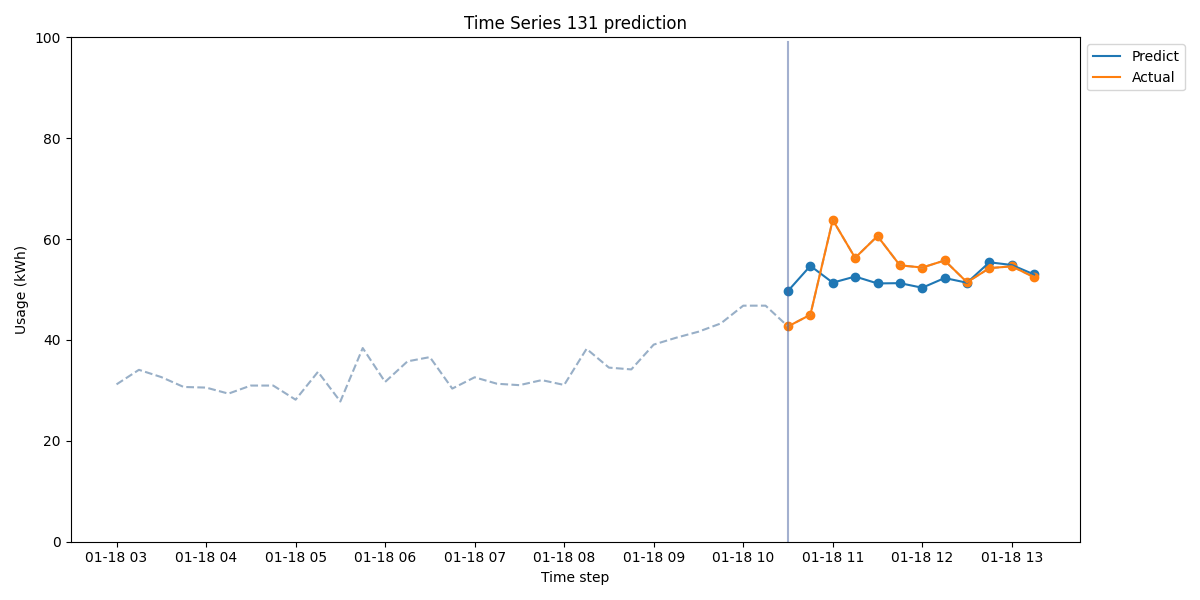 Time Series 131 prediction
Usage (kWh)
100
80
60
40
20
0
01-18 03 01-18 04 01-18 05 01-18 06 01-18 07 01-18 08 01-18 09 01-18 10 01-18 11 01-18 12 01-18 13
Time step
Predict
Actual